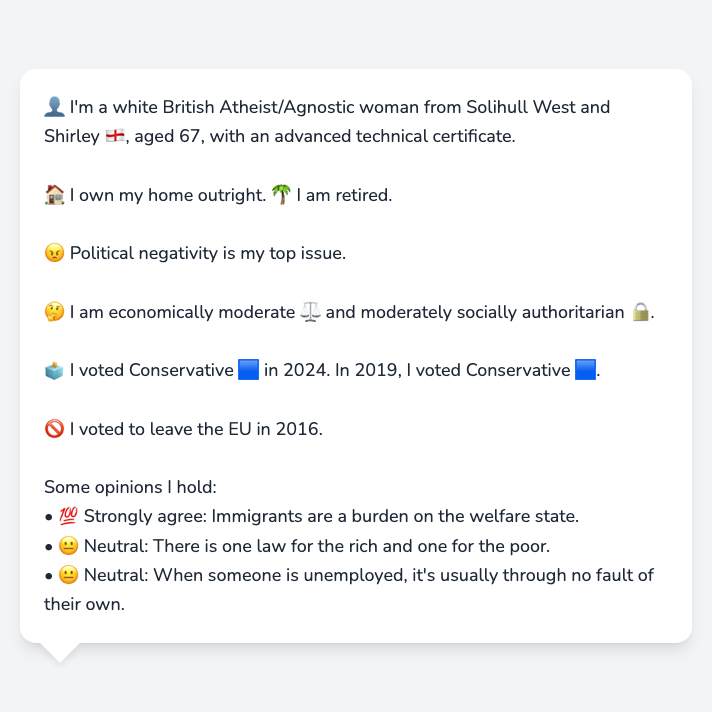 👤 I'm a white British Atheist/Agnostic woman from Solihull West and
Shirley 🏴󠁧󠁢󠁥󠁮󠁧󠁿, aged 67, with an advanced technical certificate.
🏠 I own my home outright. 🌴 I am retired.
😠 Political negativity is my top issue.
🤔 I am economically moderate ⚖️ and moderately socially authoritarian 🔒.
🗳️ I voted Conservative 🟦 in 2024. In 2019, I voted Conservative 🟦.
🚫 I voted to leave the EU in 2016.
Some opinions I hold:
• 💯 Strongly agree: Immigrants are a burden on the welfare state.
• 😐 Neutral: There is one law for the rich and one for the poor.
• 😐 Neutral: When someone is unemployed, it's usually through no fault of
their own.